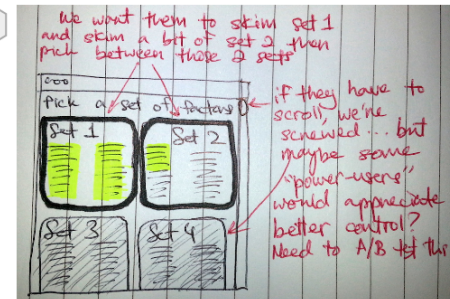 We want them to skim set 1
and skim a bit of set 2 then
pick between those 2 sets
Pick a set of factors
Set 1
Set 2
Set 3
Set 4
if they have to
scroll, we're
screwed... but
maybe some
"power-users"
would appreciate
better control?
Need to A/B test this